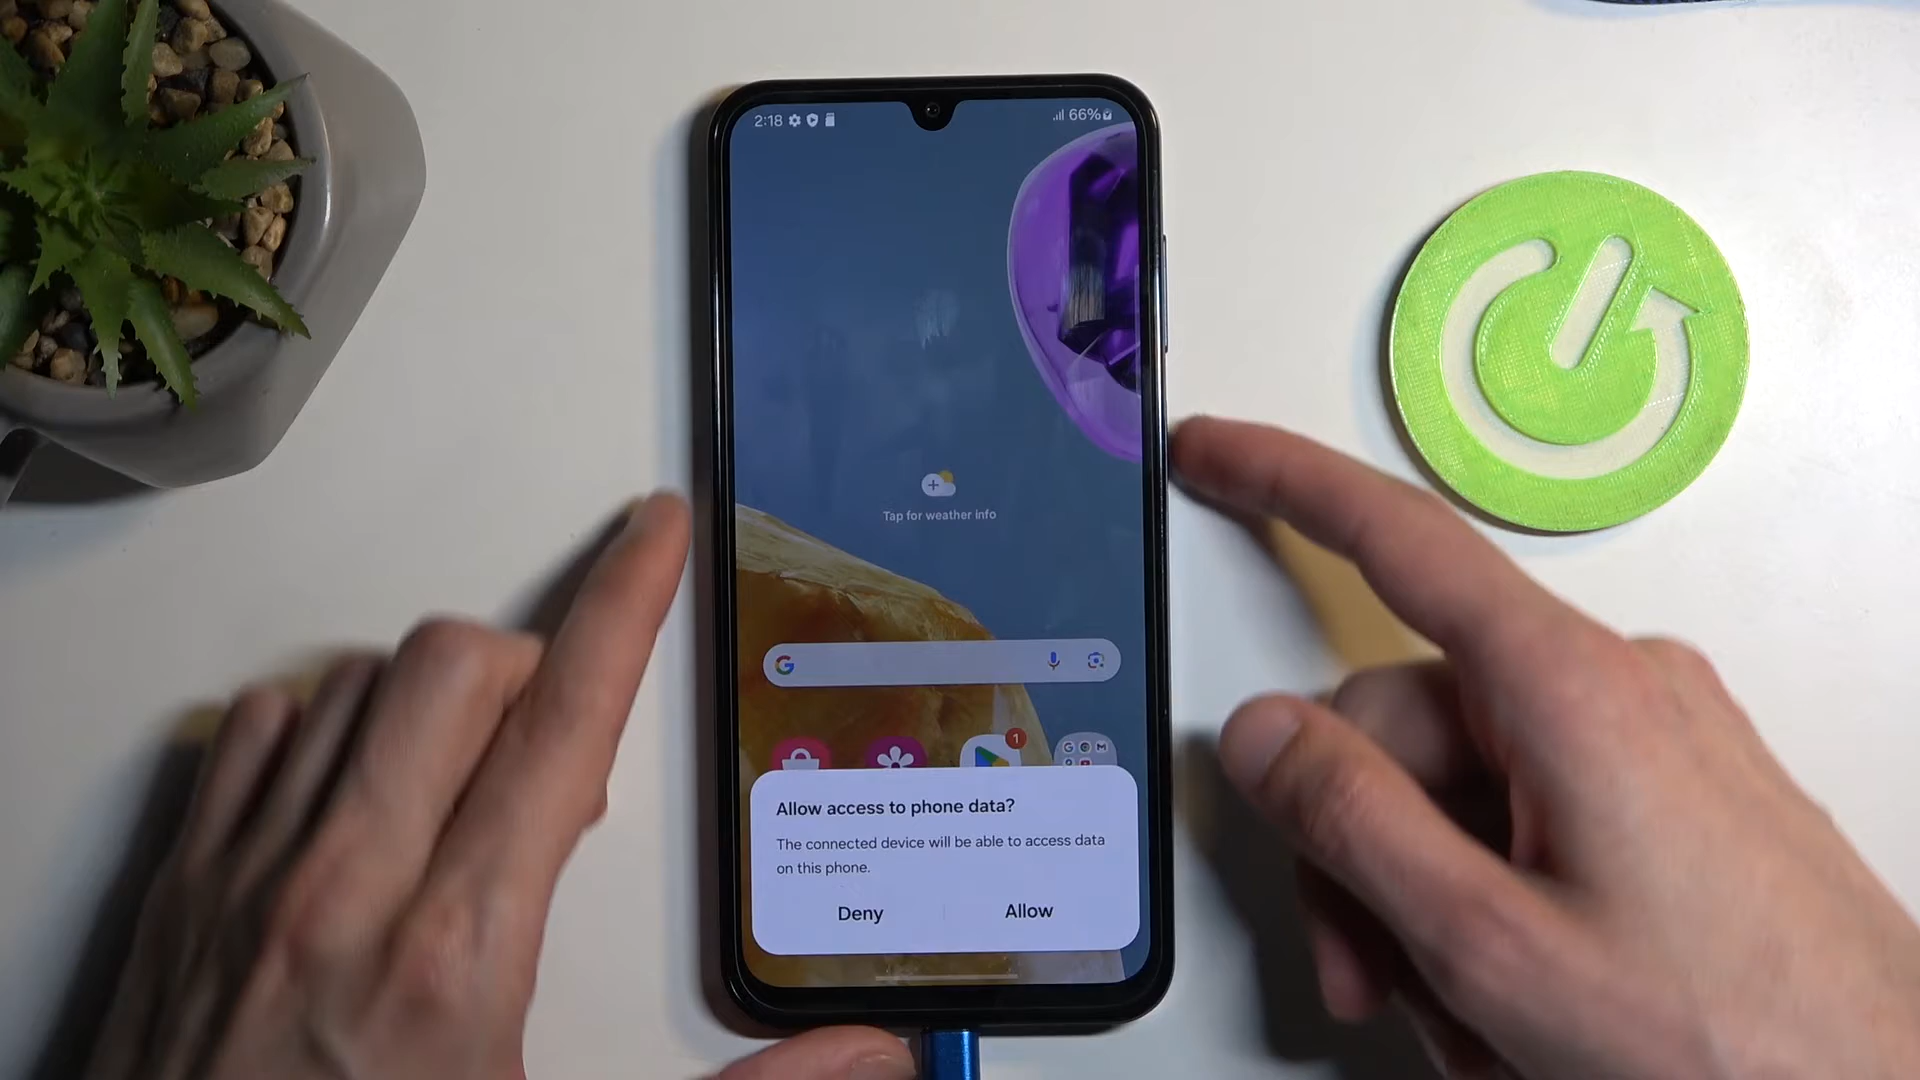 2:18
66%
Tap for weather info
G
1
G M
Allow access to phone data?
The connected device will be able to access data
on this phone.
Deny
Allow